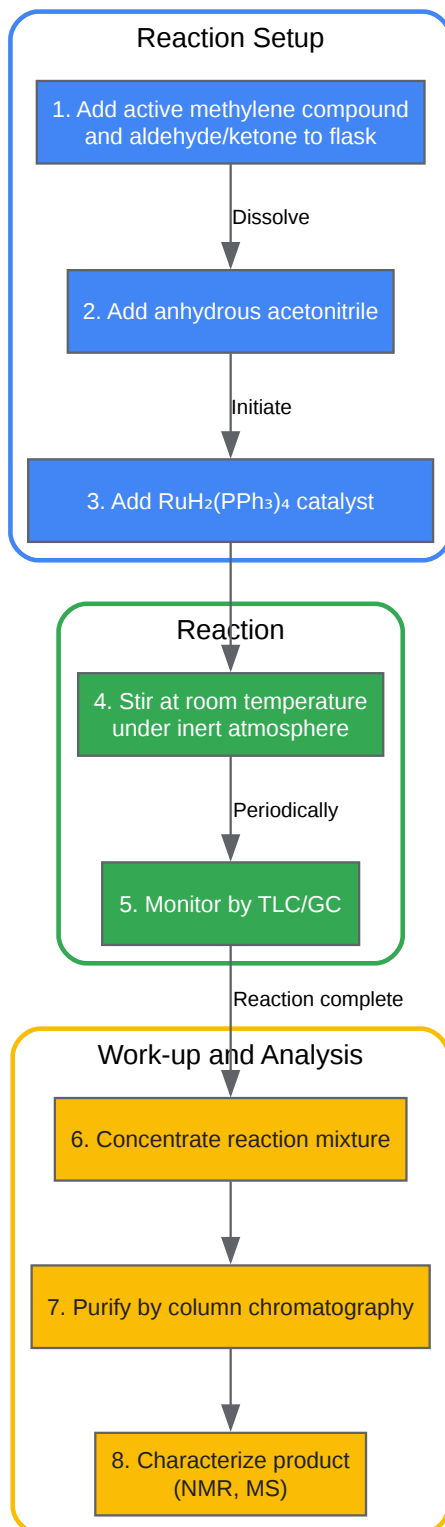 Reaction Setup
1. Add active methylene compound
and aldehyde/ketone to flask
Dissolve
2. Add anhydrous acetonitrile
Initiate
3. Add RuH₂(PPh₃)₄ catalyst
Reaction
4. Stir at room temperature
under inert atmosphere
Periodically
5. Monitor by TLC/GC
Reaction complete
Work-up and Analysis
6. Concentrate reaction mixture
7. Purify by column chromatography
8. Characterize product
(NMR, MS)